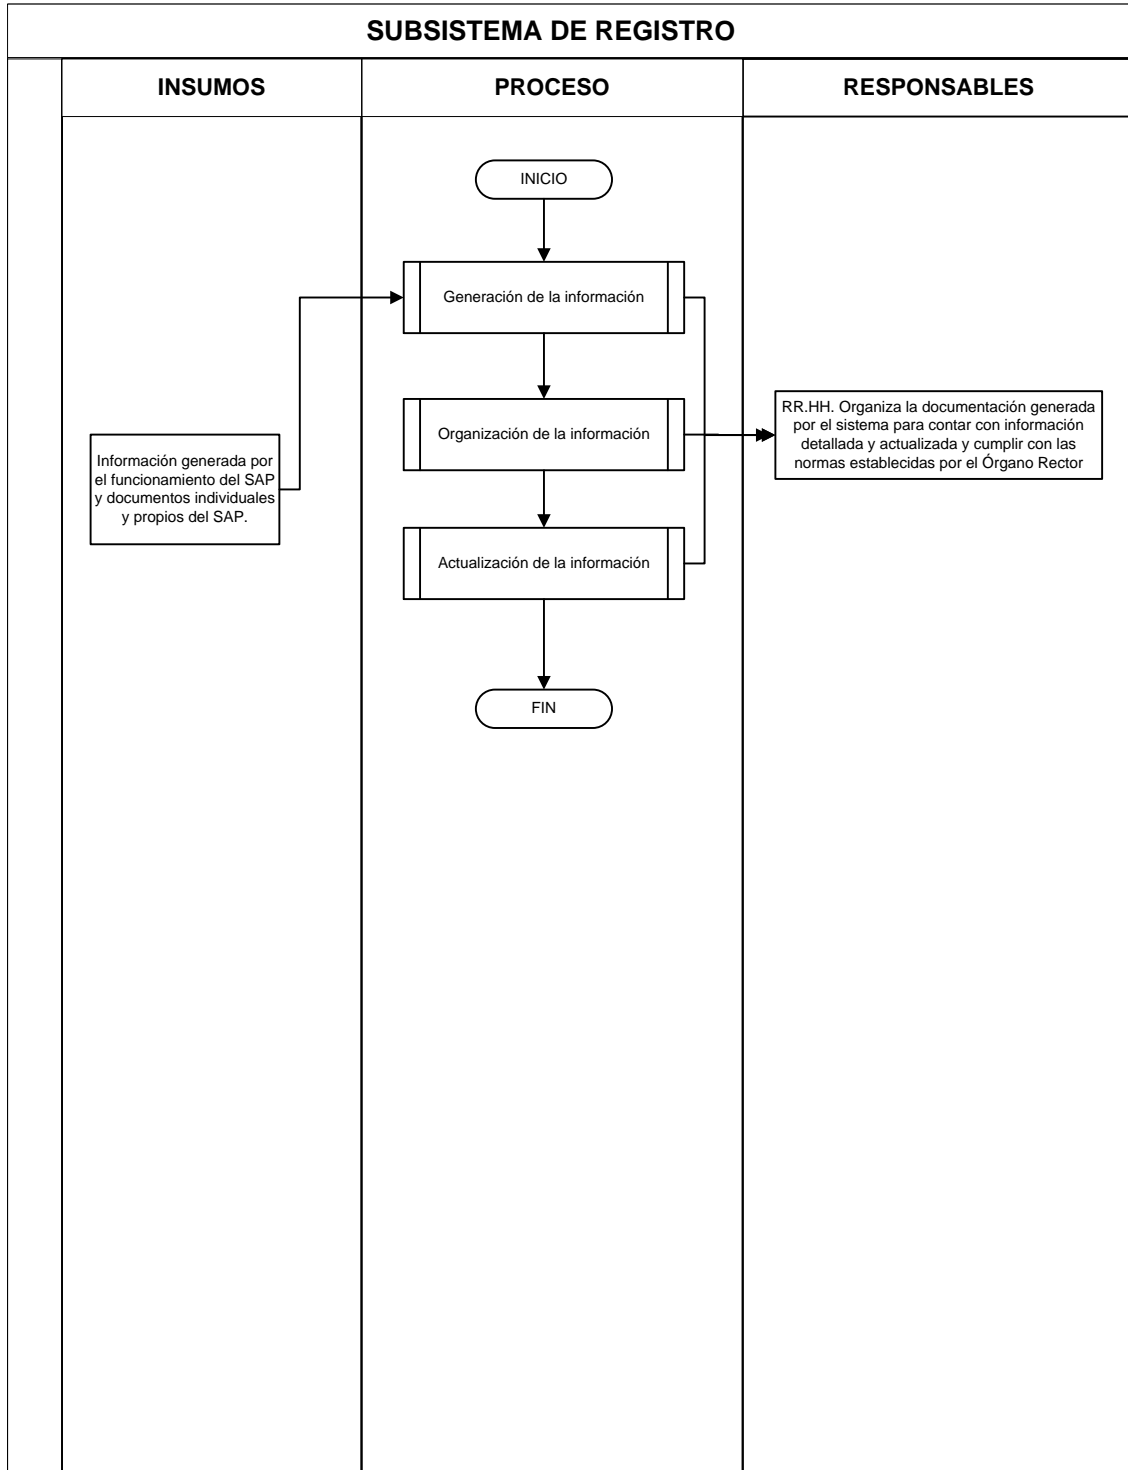 SUBSISTEMA DE REGISTRO
INSUMOS
PROCESO
RESPONSABLES
INICIO
Generación de la información
Organización de la información
Actualización de la información
FIN
Información generada por
el funcionamiento del SAP
y documentos individuales
y propios del SAP.
RR.HH. Organiza la documentación generada
por el sistema para contar con información
detallada y actualizada y cumplir con las
normas establecidas por el Órgano Rector